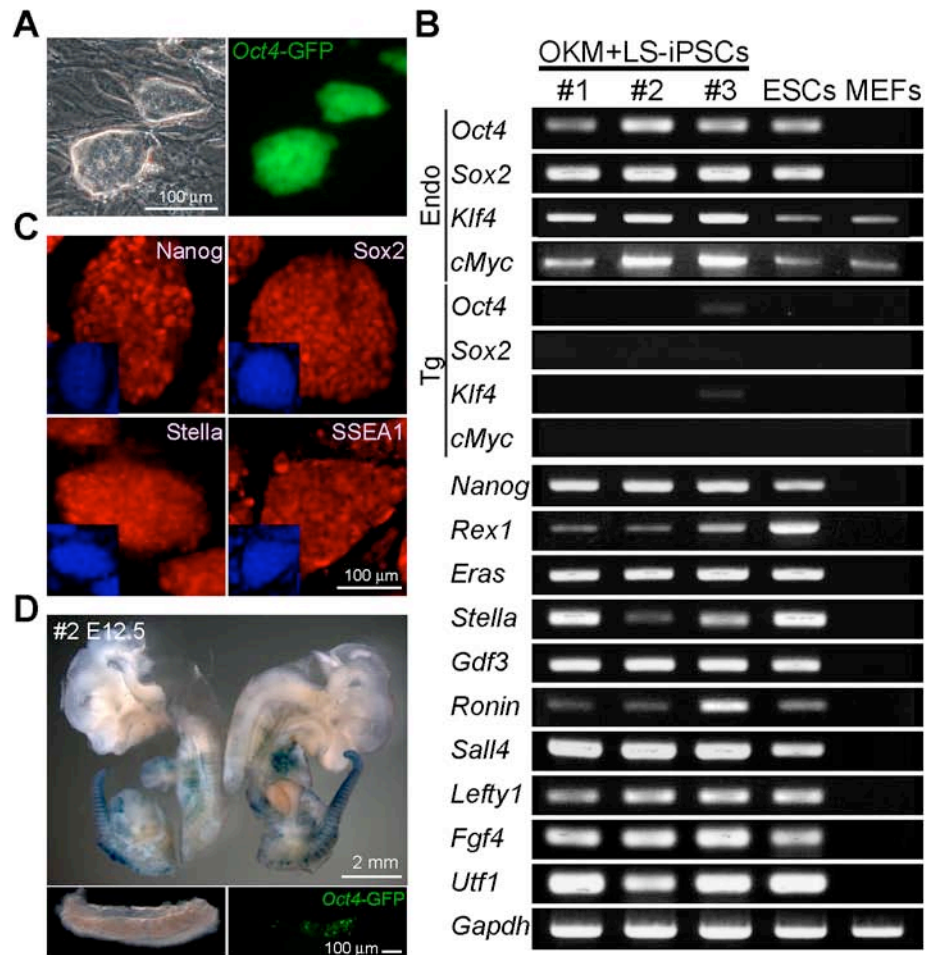 A
Oct4-GFP
100 µm
B
OKM+LS-iPSCs
#1 #2 #3 ESCs MEFs
Endo
Oct4
Sox2
Klf4
cMyc
Tg
Oct4
Sox2
Klf4
cMyc
Nanog
Rex1
Eras
Stella
Gdf3
Ronin
Sall4
Lefty1
Fgf4
Utf1
Gapdh
C
Nanog
Sox2
Stella
SSEA1
100 µm
D
#2 E12.5
2 mm
Oct4-GFP
100 µm